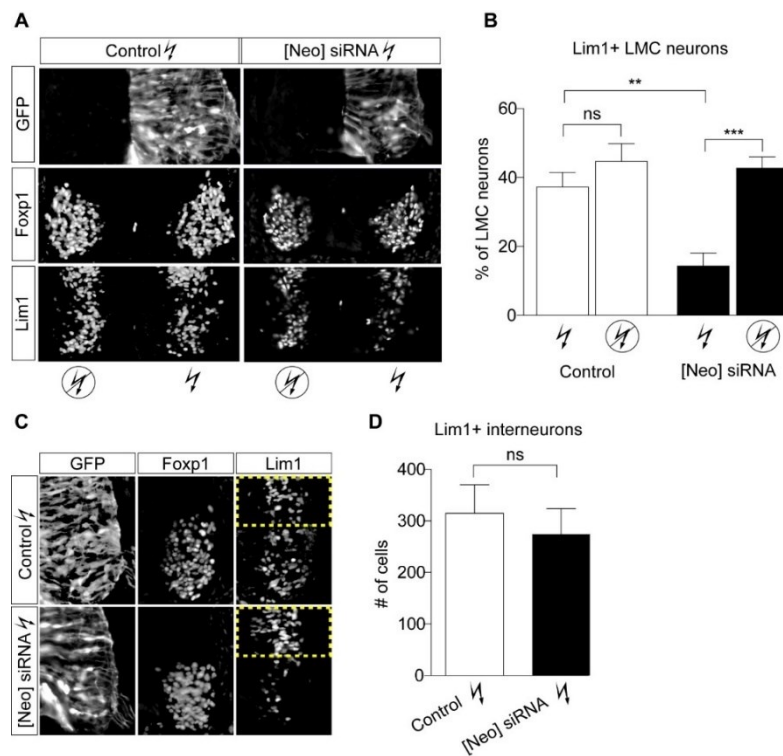 A
Control
[Neo] siRNA
GFP
Foxp1
Lim1
B
Lim1+ LMC neurons
**
ns
***
60
40
20
0
% of LMC neurons
Control
[Neo] siRNA
C
GFP
Foxp1
Lim1
Control
[Neo] siRNA
D
Lim1+ interneurons
ns
400
300
200
100
0
# of cells
Control
[Neo] siRNA